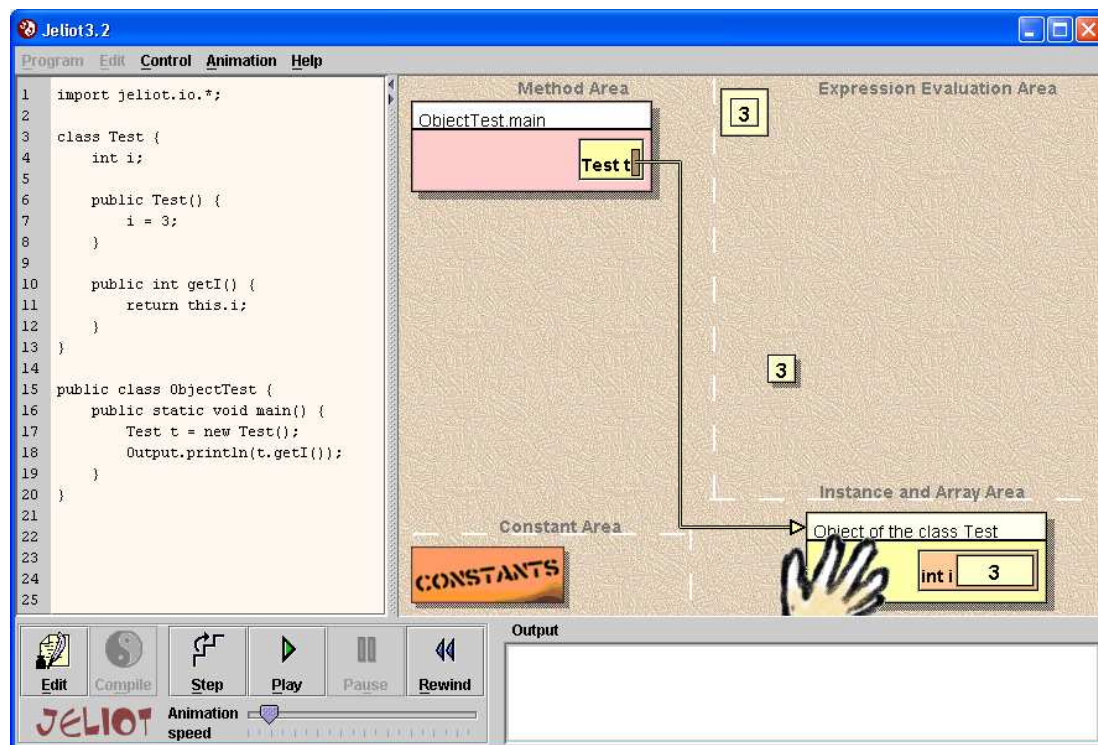 Jeliot3.2
Program Edit Control Animation Help
1 import jeliot.io.*;
2
3 class Test {
4 int i;
5
6 public Test() {
7 i = 3;
8 }
9
10 public int getI() {
11 return this.i;
12 }
13 }
14
15 public class ObjectTest {
16 public static void main() {
17 Test t = new Test();
18 Output.println(t.getI());
19 }
20 }
21
22
23
24
25
Method Area
ObjectTest.main
Test t
Expression Evaluation Area
3
3
Constant Area
CONSTANTS
Instance and Array Area
Object of the class Test
int i 3
Edit Compile Step Play Pause Rewind
JELIOT
Animation
speed
Output